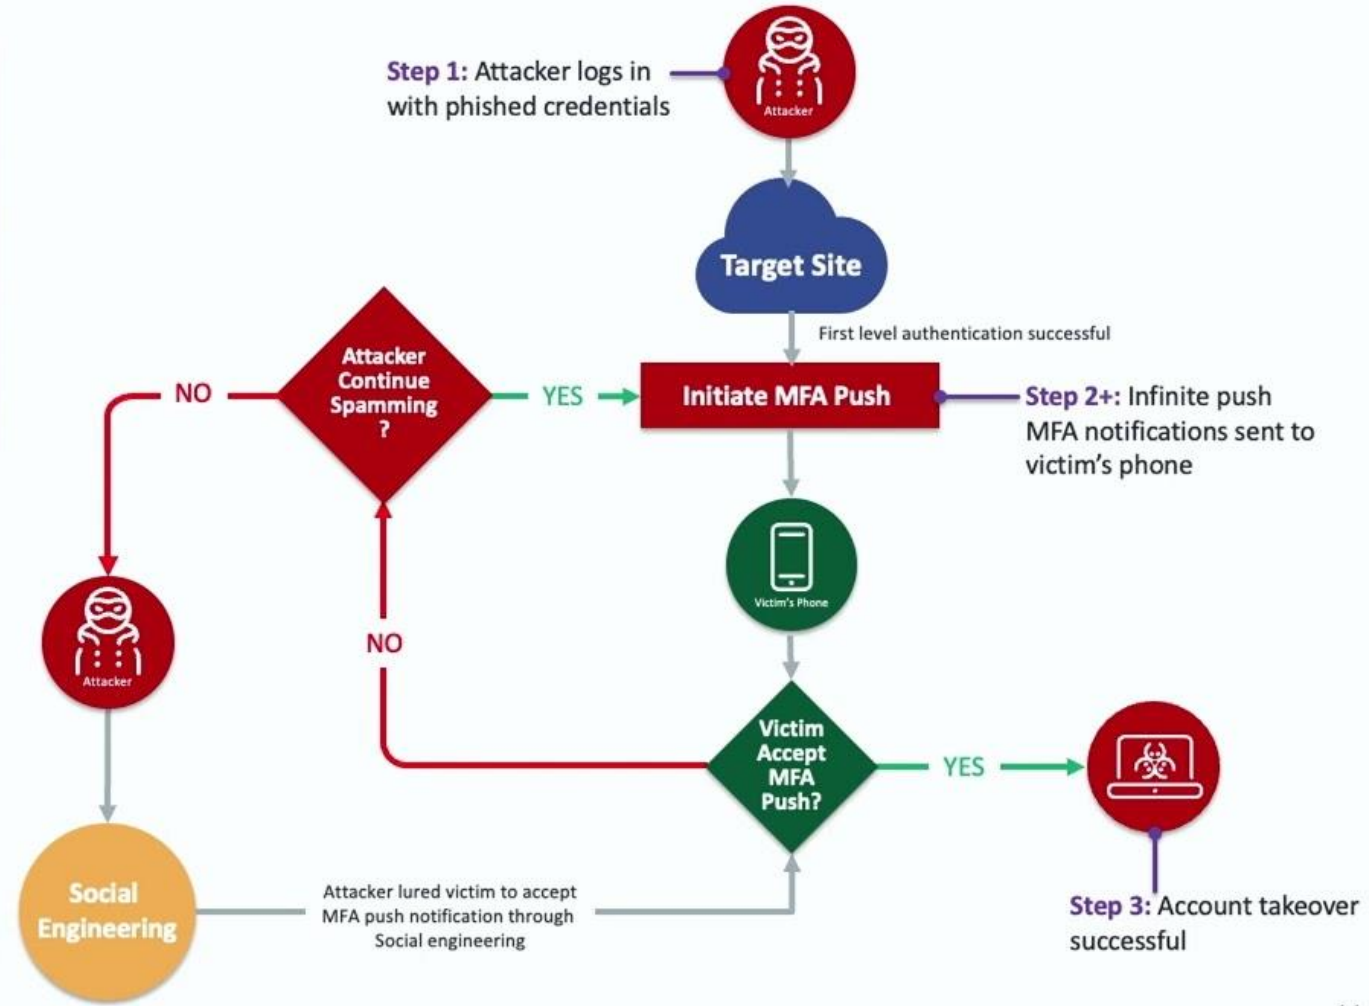 Step 1: Attacker logs in
with phished credentials
Attacker
Target Site
First level authentication successful
Attacker
Continue
Spamming
?
NO
YES
Initiate MFA Push
Step 2+: Infinite push
MFA notifications sent to
victim's phone
Victim's Phone
Attacker
NO
Victim
Accept
MFA
Push?
YES
Social
Engineering
Attacker lured victim to accept
MFA push notification through
Social engineering
Step 3: Account takeover
successful